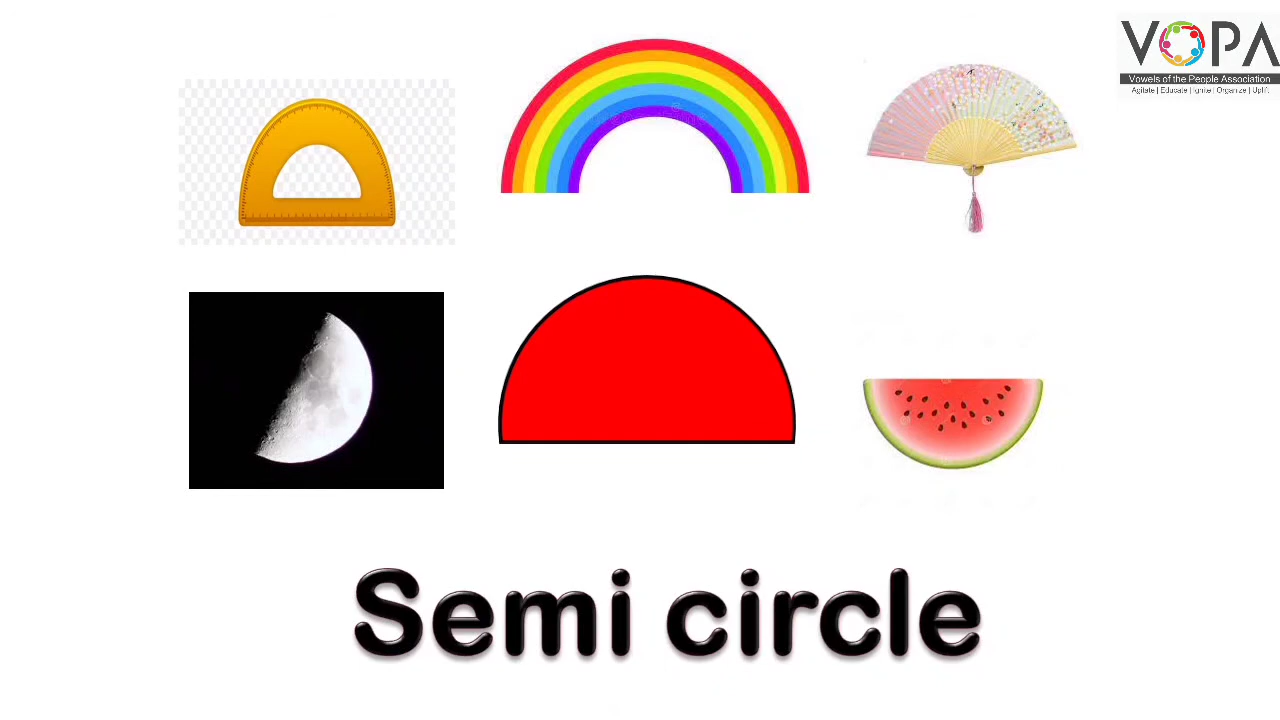 VOPA
Vowels of the People Association
Agitate | Educate | Ignite | Organize | Uplift
Semi circle